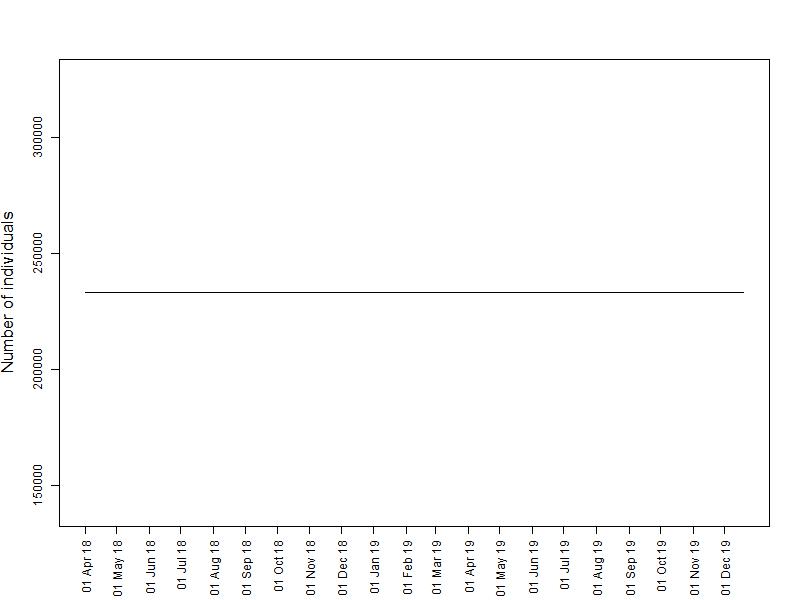 Number of individuals
300000
250000
200000
150000
01 Apr 18
01 May 18
01 Jun 18
01 Jul 18
01 Aug 18
01 Sep 18
01 Oct 18
01 Nov 18
01 Dec 18
01 Jan 19
01 Feb 19
01 Mar 19
01 Apr 19
01 May 19
01 Jun 19
01 Jul 19
01 Aug 19
01 Sep 19
01 Oct 19
01 Nov 19
01 Dec 19